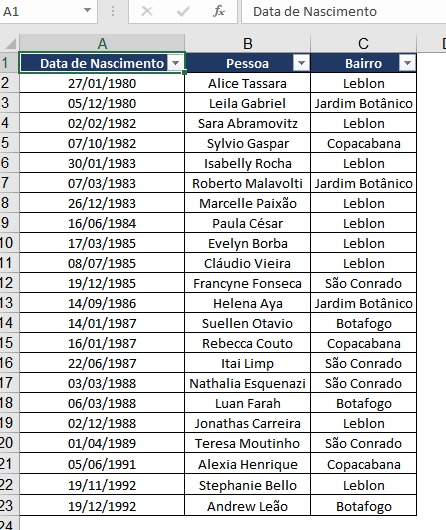 A1 fx Data de Nascimento
A B C
1 Data de Nascimento Pessoa Bairro
2 27/01/1980 Alice Tassara Leblon
3 05/12/1980 Leila Gabriel Jardim Botânico
4 02/02/1982 Sara Abramovitz Leblon
5 07/10/1982 Sylvio Gaspar Copacabana
6 30/01/1983 Isabelly Rocha Leblon
7 07/03/1983 Roberto Malavolti Jardim Botânico
8 26/12/1983 Marcelle Paixão Leblon
9 16/06/1984 Paula César Leblon
10 17/03/1985 Evelyn Borba Leblon
11 08/07/1985 Cláudio Vieira Leblon
12 19/12/1985 Francyne Fonseca São Conrado
13 14/09/1986 Helena Aya Jardim Botânico
14 14/01/1987 Suellen Otavio Botafogo
15 16/01/1987 Rebecca Couto Copacabana
16 22/06/1987 Itai Limp São Conrado
17 03/03/1988 Nathalia Esquenazi São Conrado
18 06/03/1988 Luan Farah Botafogo
19 02/12/1988 Jonathas Carreira Leblon
20 01/04/1989 Teresa Moutinho São Conrado
21 05/06/1991 Alexia Henrique Copacabana
22 19/11/1992 Stephanie Bello Leblon
23 19/12/1992 Andrew Leão Botafogo
24